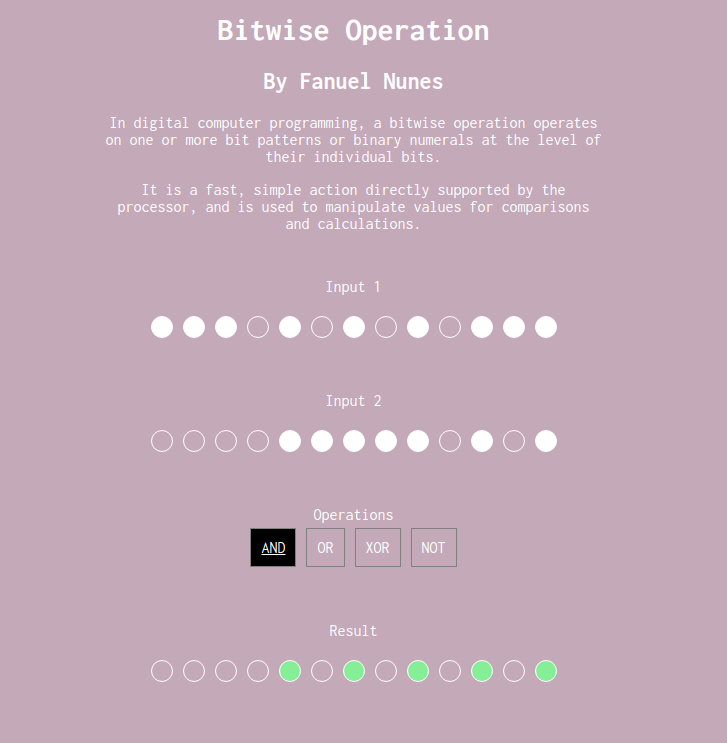 Bitwise Operation
By Fanuel Nunes
In digital computer programming, a bitwise operation operates
on one or more bit patterns or binary numerals at the level of
their individual bits.
It is a fast, simple action directly supported by the
processor, and is used to manipulate values for comparisons
and calculations.
Input 1
Input 2
Operations
AND OR XOR NOT
Result